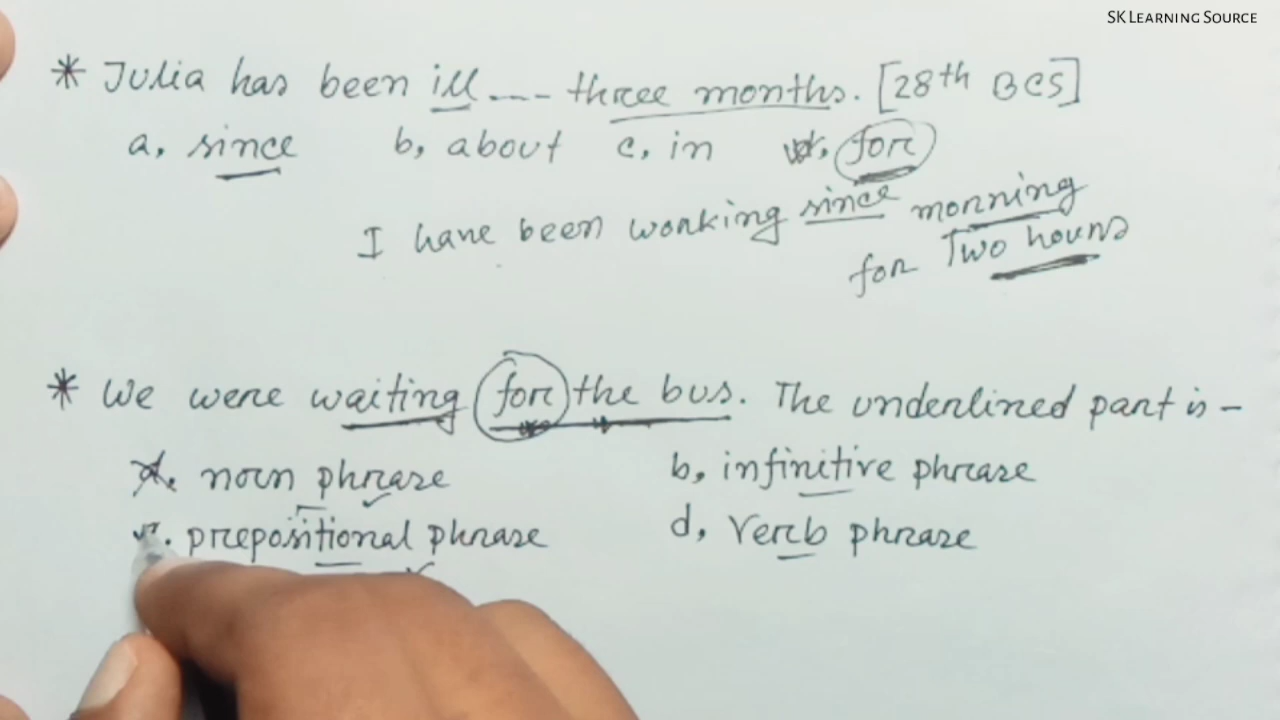 SK LEARNING SOURCE
* Julia has been ill ---- three months. [28th BCS]
a, since b, about c, in d, for
I have been working since morning
for Two hours
* We were waiting for the bus. The underlined part is –
a. noun phrase b, infinitive phrase
c. prepositional phrase d, Verb phrase